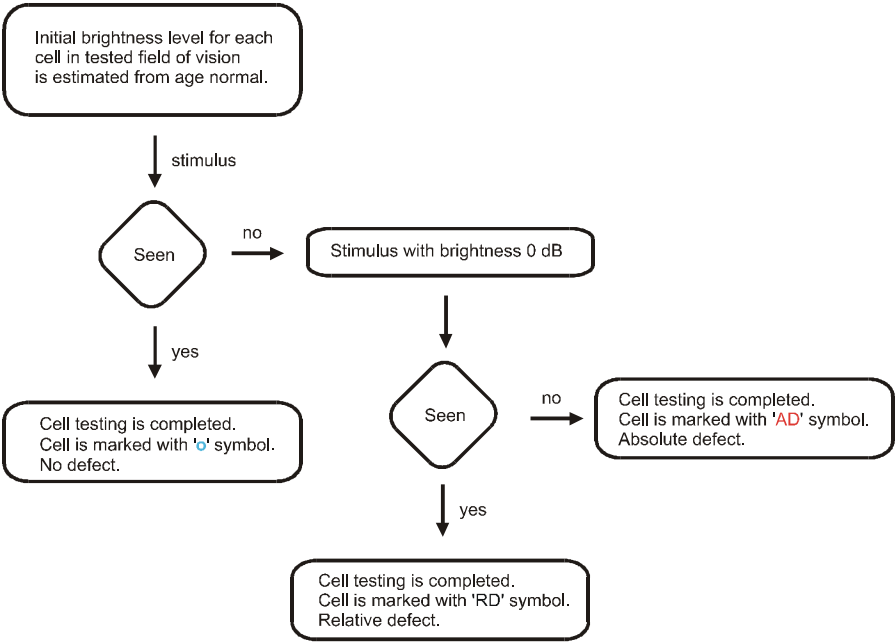 Initial brightness level for each
cell in tested field of vision
is estimated from age normal.
stimulus
Seen
no
Stimulus with brightness 0 dB
yes
Cell testing is completed.
Cell is marked with 'o' symbol.
No defect.
Seen
no
Cell testing is completed.
Cell is marked with 'AD' symbol.
Absolute defect.
yes
Cell testing is completed.
Cell is marked with 'RD' symbol.
Relative defect.